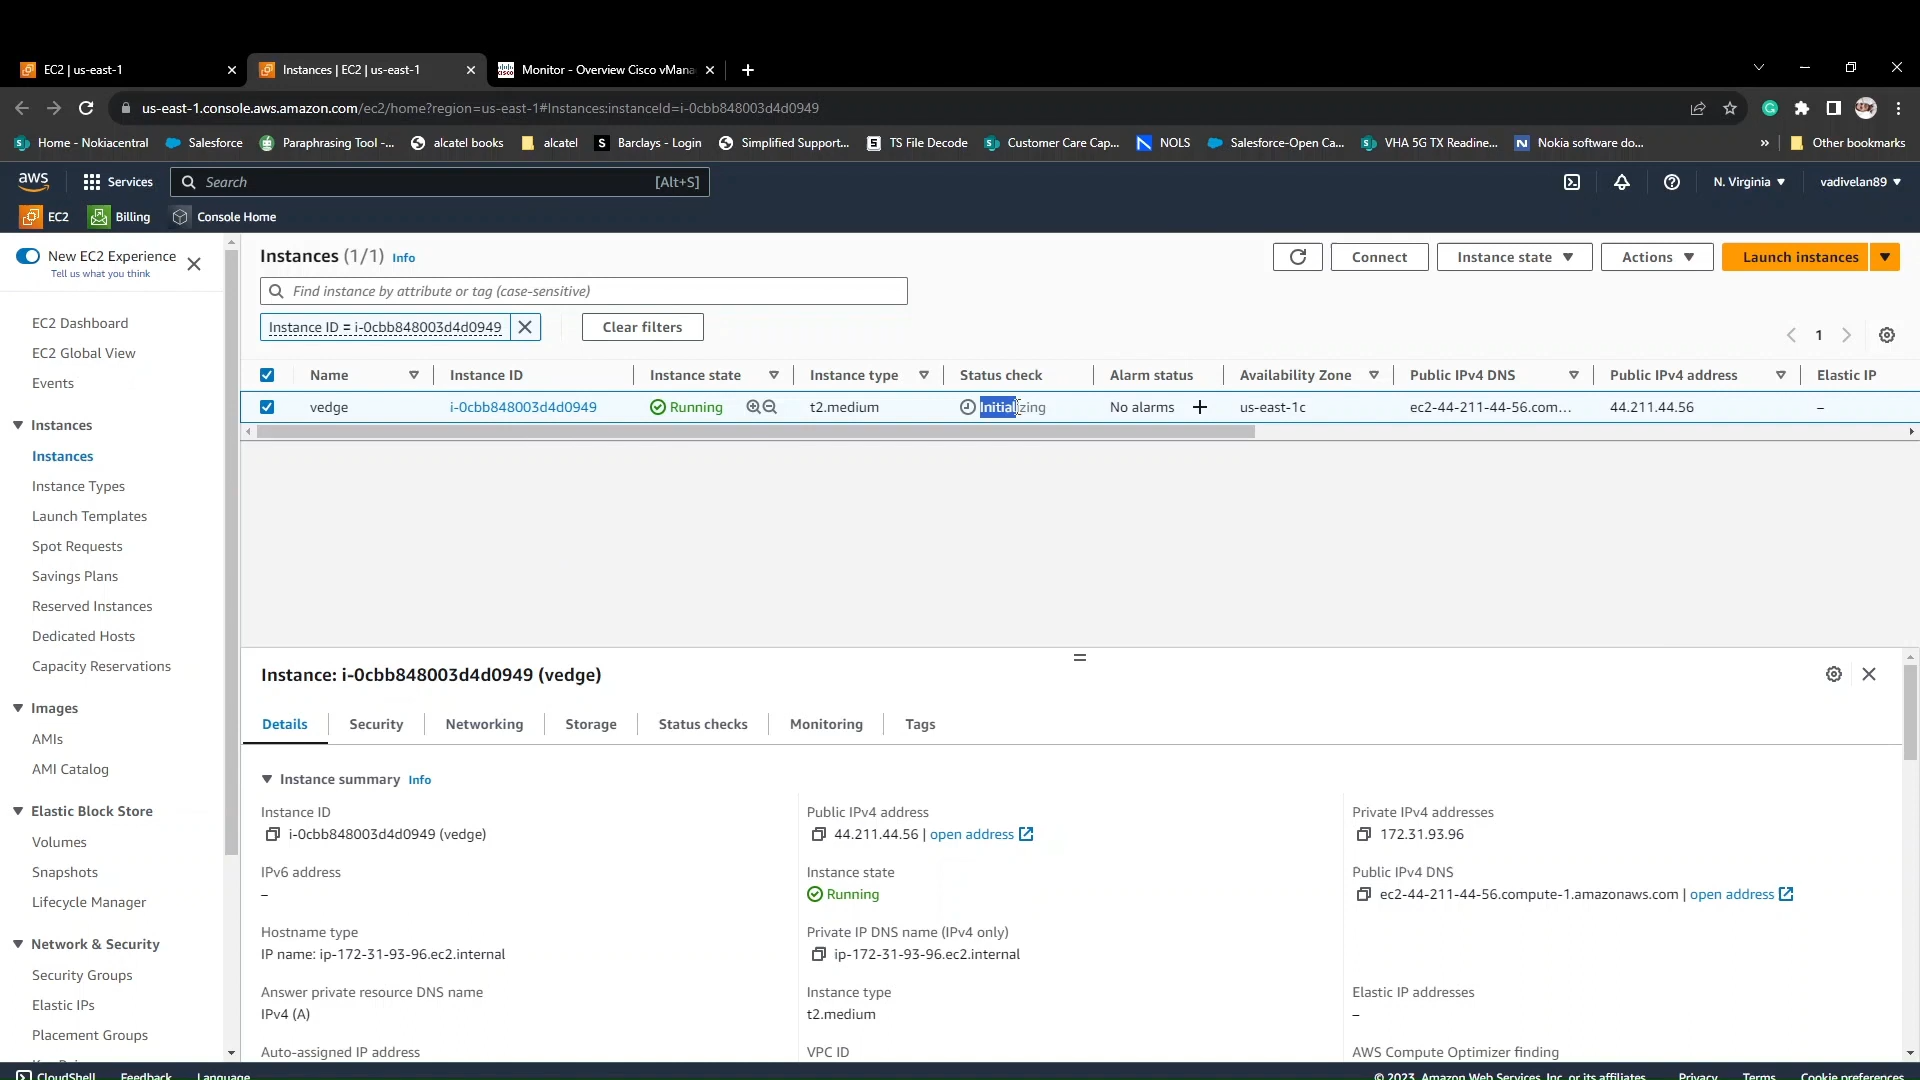 EC2 | us-east-1
Instances | EC2 | us-east-1
Monitor - Overview Cisco vMana
us-east-1.console.aws.amazon.com/ec2/home?region=us-east-1#Instances:instanceId=i-0cbb848003d4d0949
Home - Nokiacentral
Salesforce
Paraphrasing Tool -...
alcatel books
alcatel
Barclays - Login
Simplified Support...
TS File Decode
Customer Care Cap...
NOLS
Salesforce-Open Ca...
VHA 5G TX Readine...
Nokia software do...
»
Other bookmarks
aws
Services
Search
[Alt+S]
N. Virginia
vadivelan89
EC2
Billing
Console Home
New EC2 Experience
Tell us what you think
EC2 Dashboard
EC2 Global View
Events
Instances
Instances
Instance Types
Launch Templates
Spot Requests
Savings Plans
Reserved Instances
Dedicated Hosts
Capacity Reservations
Images
AMIs
AMI Catalog
Elastic Block Store
Volumes
Snapshots
Lifecycle Manager
Network & Security
Security Groups
Elastic IPs
Placement Groups
Instances (1/1) Info
Connect
Instance state
Actions
Launch instances
Find instance by attribute or tag (case-sensitive)
Instance ID = i-0cbb848003d4d0949
Clear filters
1
Name
Instance ID
Instance state
Instance type
Status check
Alarm status
Availability Zone
Public IPv4 DNS
Public IPv4 address
Elastic IP
vedge
i-0cbb848003d4d0949
Running
t2.medium
Initializing
No alarms
us-east-1c
ec2-44-211-44-56.com...
44.211.44.56
–
Instance: i-0cbb848003d4d0949 (vedge)
Details
Security
Networking
Storage
Status checks
Monitoring
Tags
Instance summary Info
Instance ID
i-0cbb848003d4d0949 (vedge)
Public IPv4 address
44.211.44.56 | open address
Private IPv4 addresses
172.31.93.96
IPv6 address
–
Instance state
Running
Public IPv4 DNS
ec2-44-211-44-56.compute-1.amazonaws.com | open address
Hostname type
IP name: ip-172-31-93-96.ec2.internal
Private IP DNS name (IPv4 only)
ip-172-31-93-96.ec2.internal
Answer private resource DNS name
IPv4 (A)
Instance type
t2.medium
Elastic IP addresses
–
Auto-assigned IP address
VPC ID
AWS Compute Optimizer finding
CloudShell
Feedback
Language
© 2023, Amazon Web Services, Inc. or its affiliates.
Privacy
Terms
Cookie preferences